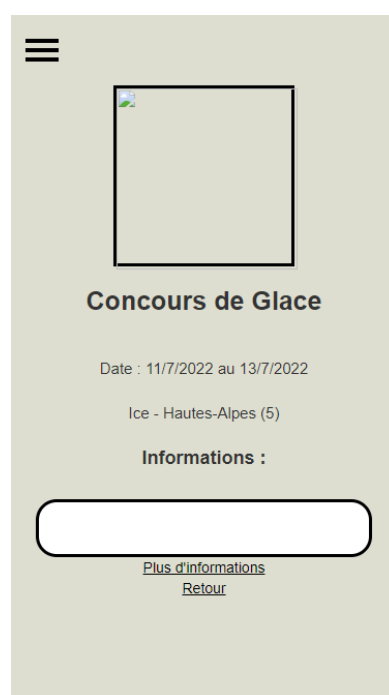 Concours de Glace
Date : 11/7/2022 au 13/7/2022
Ice - Hautes-Alpes (5)
Informations :
Plus d'informations
Retour